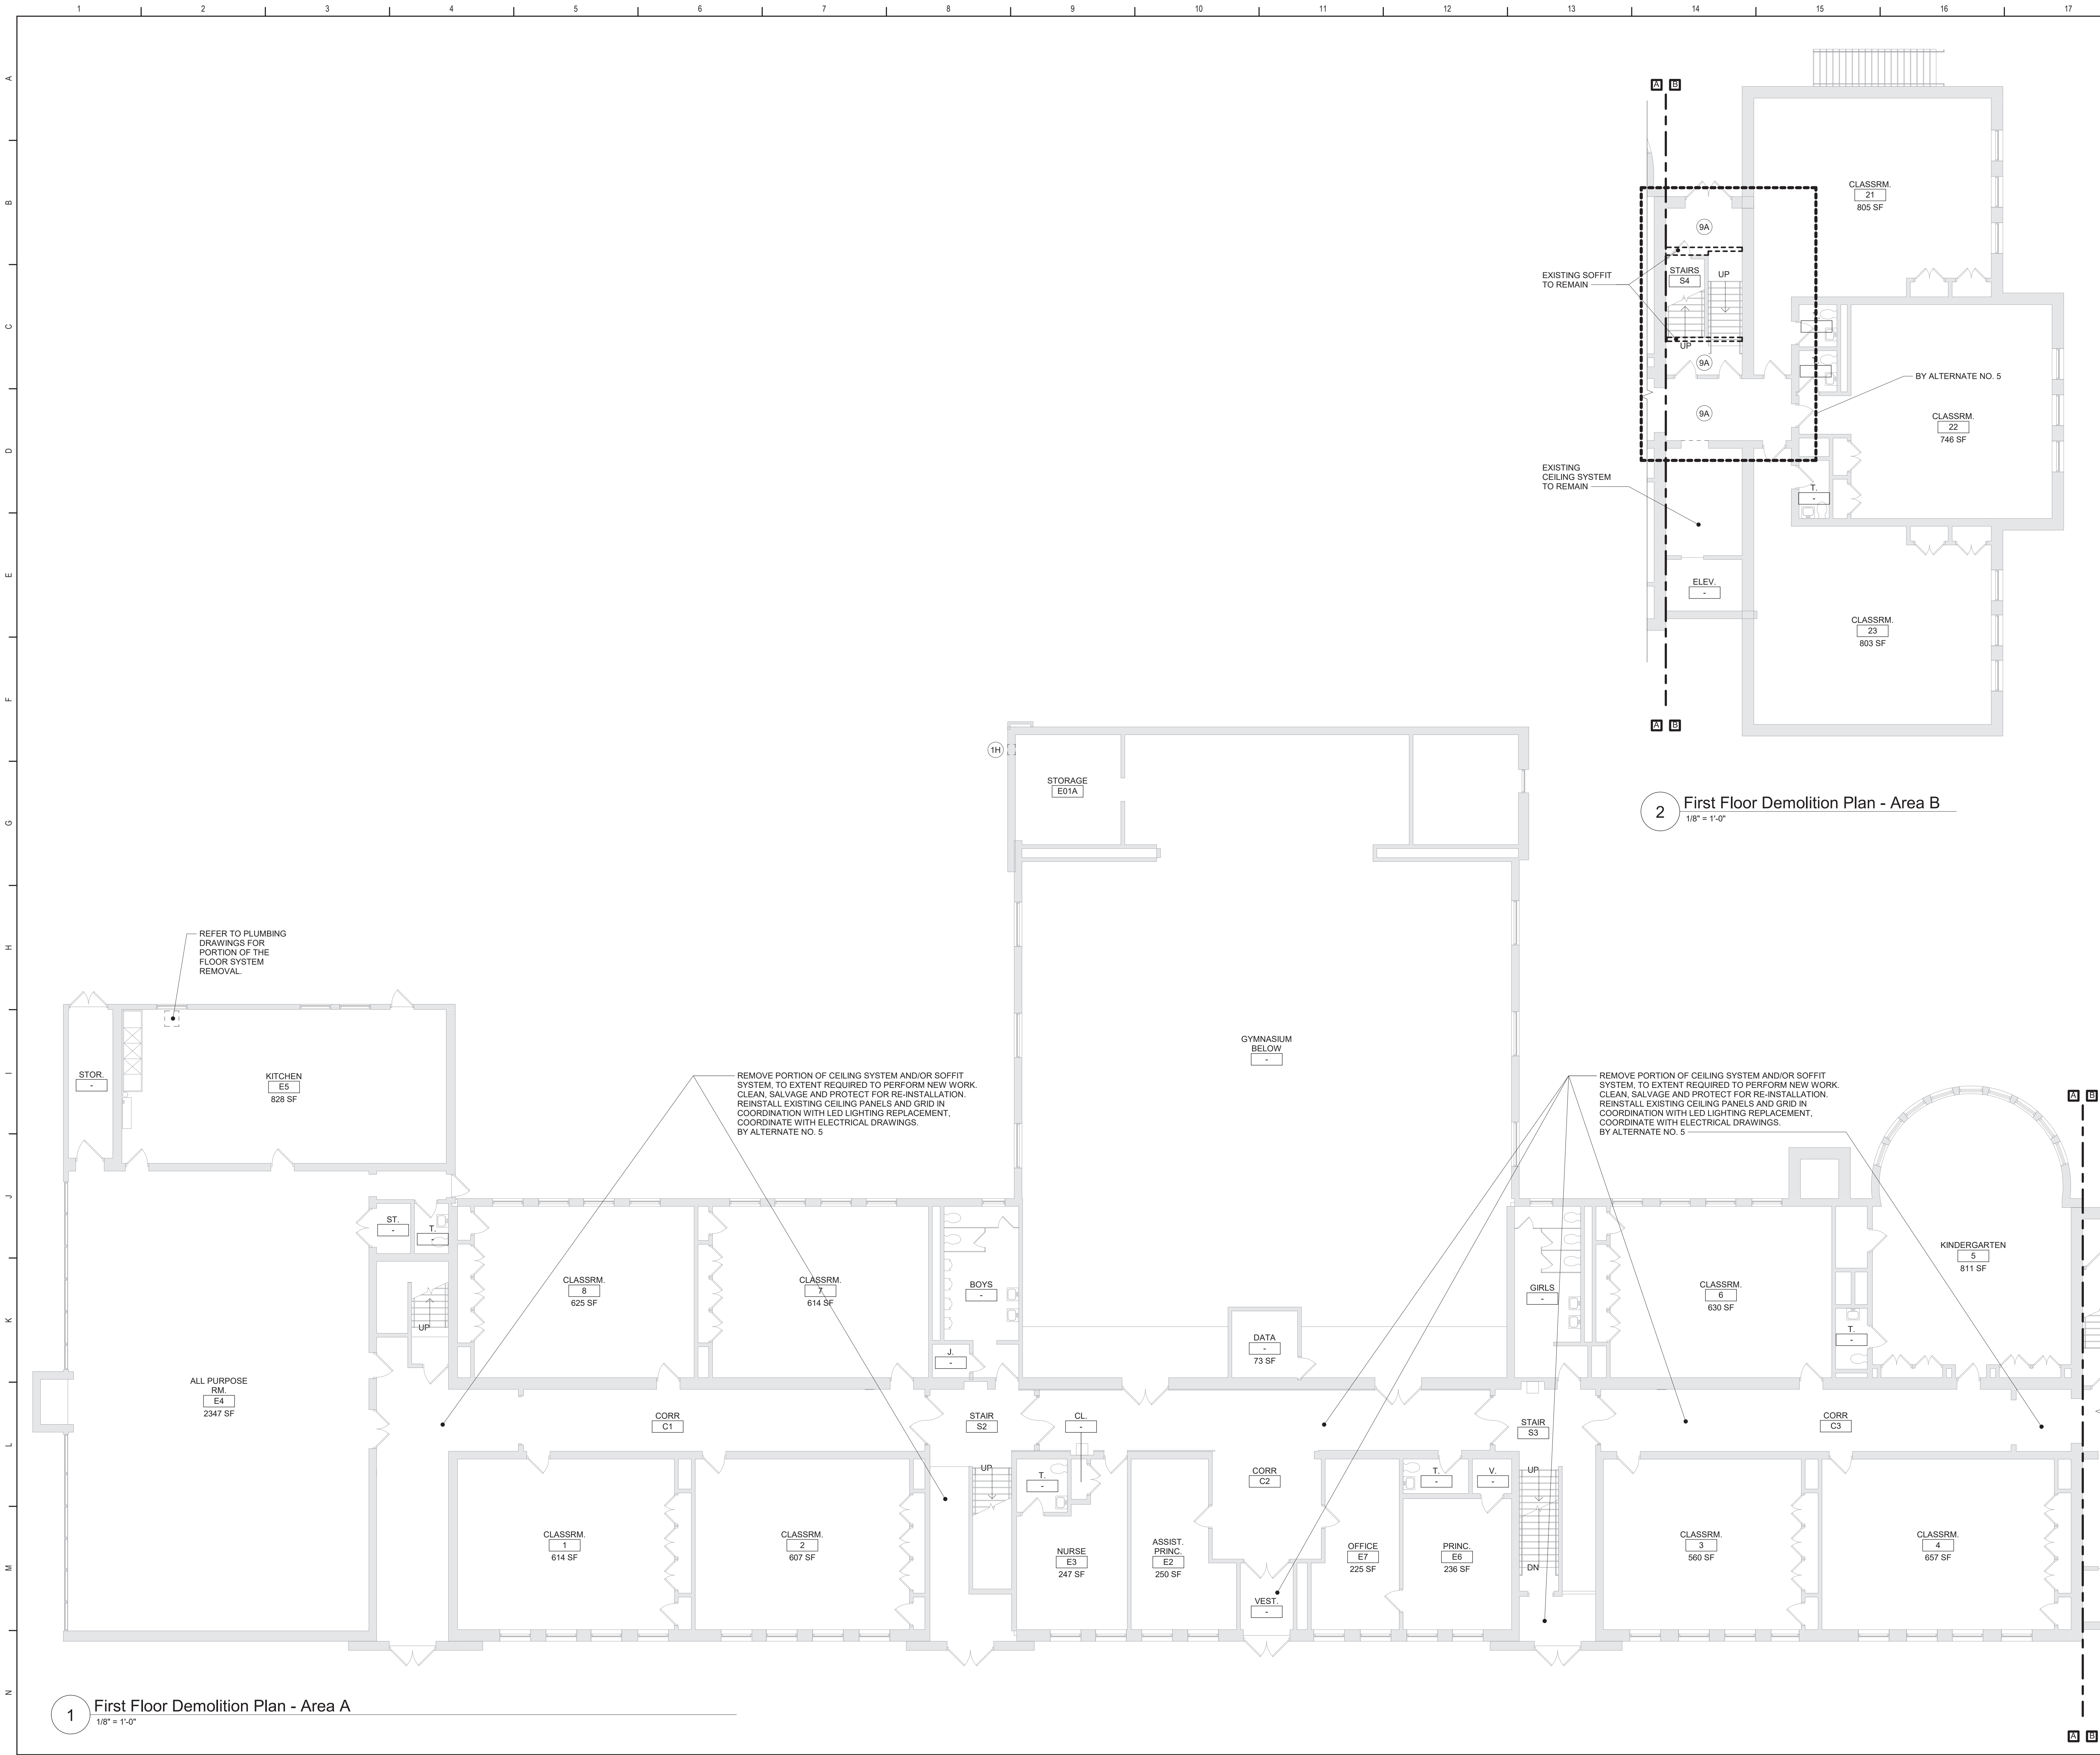 1 2 3 4 5 6 7 8 9 10 11 12 13 14 15 16 17
A
B
C
D
E
F
G
H
I
J
K
L
M
N
A B
CLASSRM.
21
805 SF
9A
EXISTING SOFFIT
TO REMAIN
STAIRS
S4
UP
UP
9A
9A
BY ALTERNATE NO. 5
CLASSRM.
22
746 SF
EXISTING
CEILING SYSTEM
TO REMAIN
T.
-
ELEV.
-
CLASSRM.
23
803 SF
A B
2
First Floor Demolition Plan - Area B
1/8" = 1'-0"
1H
STORAGE
E01A
REFER TO PLUMBING
DRAWINGS FOR
PORTION OF THE
FLOOR SYSTEM
REMOVAL.
STOR.
-
KITCHEN
E5
828 SF
GYMNASIUM
BELOW
-
REMOVE PORTION OF CEILING SYSTEM AND/OR SOFFIT
SYSTEM, TO EXTENT REQUIRED TO PERFORM NEW WORK.
CLEAN, SALVAGE AND PROTECT FOR RE-INSTALLATION.
REINSTALL EXISTING CEILING PANELS AND GRID IN
COORDINATION WITH LED LIGHTING REPLACEMENT,
COORDINATE WITH ELECTRICAL DRAWINGS.
BY ALTERNATE NO. 5
REMOVE PORTION OF CEILING SYSTEM AND/OR SOFFIT
SYSTEM, TO EXTENT REQUIRED TO PERFORM NEW WORK.
CLEAN, SALVAGE AND PROTECT FOR RE-INSTALLATION.
REINSTALL EXISTING CEILING PANELS AND GRID IN
COORDINATION WITH LED LIGHTING REPLACEMENT,
COORDINATE WITH ELECTRICAL DRAWINGS.
BY ALTERNATE NO. 5
A B
ST.
-
T.
-
UP
CLASSRM.
8
625 SF
CLASSRM.
7
614 SF
BOYS
-
J.
-
DATA
-
73 SF
GIRLS
-
CLASSRM.
6
630 SF
KINDERGARTEN
5
811 SF
T.
-
ALL PURPOSE
RM.
E4
2347 SF
CORR
C1
STAIR
S2
CL.
-
STAIR
S3
CORR
C3
UP
T.
-
CORR
C2
T.
-
V.
-
UP
CLASSRM.
1
614 SF
CLASSRM.
2
607 SF
NURSE
E3
247 SF
ASSIST.
PRINC.
E2
250 SF
VEST.
-
OFFICE
E7
225 SF
PRINC.
E6
236 SF
DN
CLASSRM.
3
560 SF
CLASSRM.
4
657 SF
1
First Floor Demolition Plan - Area A
1/8" = 1'-0"
A B